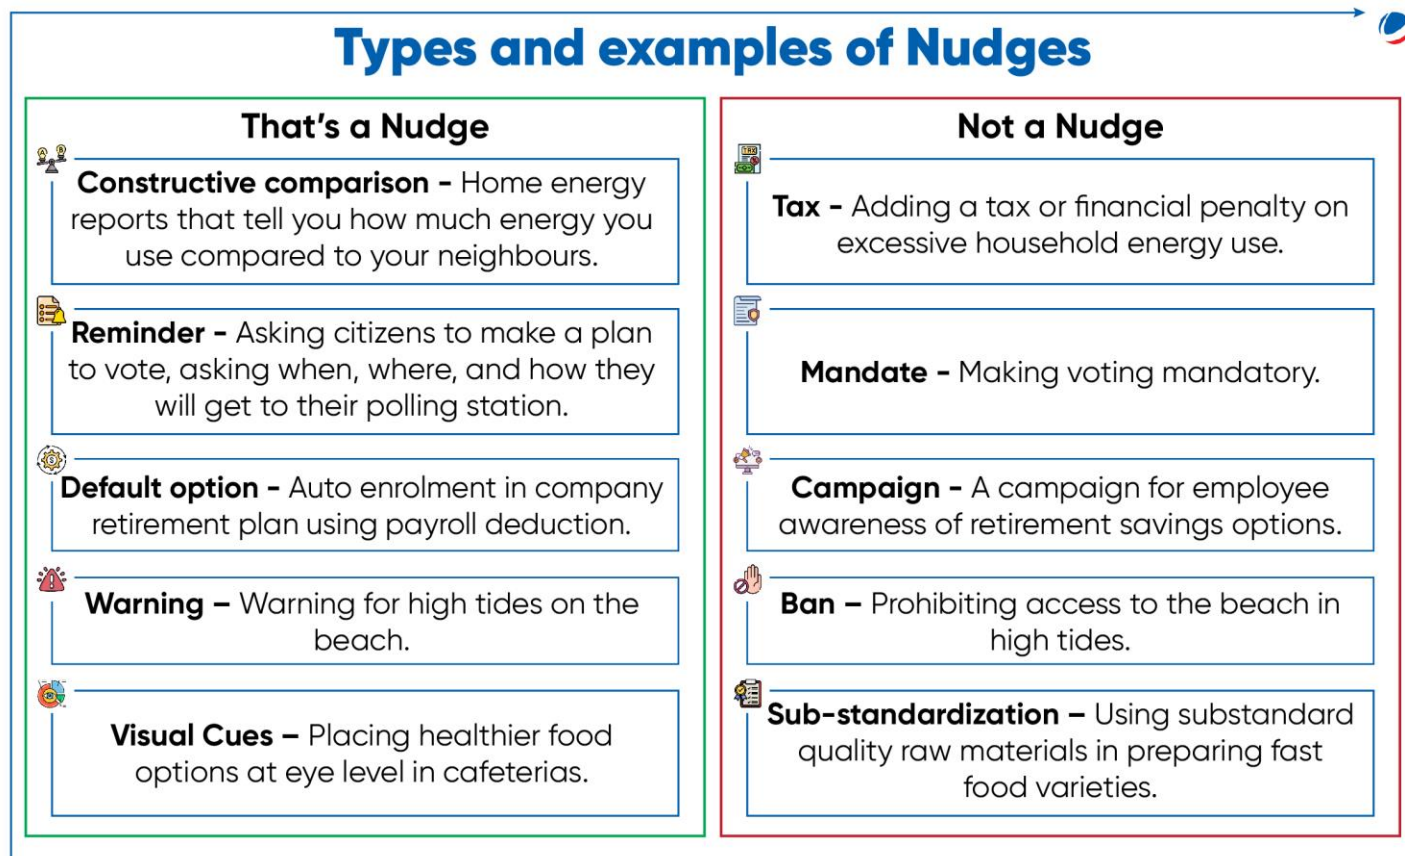 Types and examples of Nudges
That's a Nudge
Constructive comparison - Home energy
reports that tell you how much energy you
use compared to your neighbours.
Reminder - Asking citizens to make a plan
to vote, asking when, where, and how they
will get to their polling station.
Default option - Auto enrolment in company
retirement plan using payroll deduction.
Warning – Warning for high tides on the
beach.
Visual Cues – Placing healthier food
options at eye level in cafeterias.
Not a Nudge
TAX
Tax - Adding a tax or financial penalty on
excessive household energy use.
Mandate - Making voting mandatory.
Campaign - A campaign for employee
awareness of retirement savings options.
Ban – Prohibiting access to the beach in
high tides.
Sub-standardization – Using substandard
quality raw materials in preparing fast
food varieties.